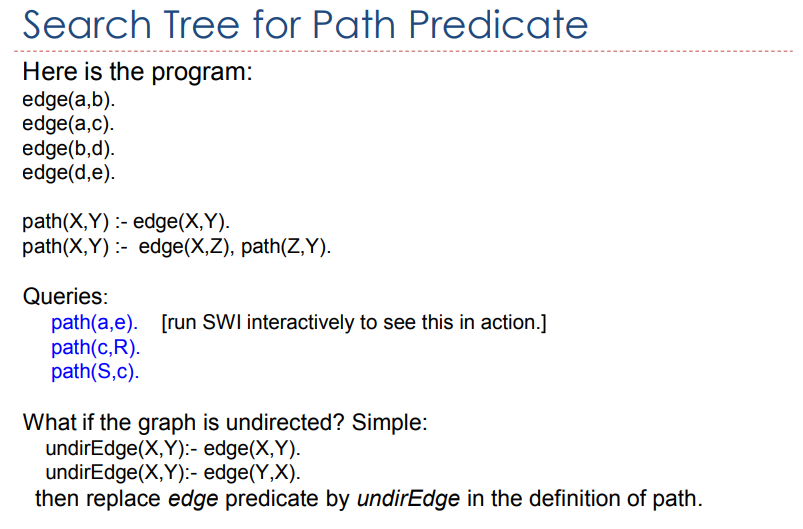 Search Tree for Path Predicate
Here is the program:
edge(a,b).
edge(a,c).
edge(b,d).
edge(d,e).
path(X,Y) :- edge(X,Y).
path(X,Y) :- edge(X,Z), path(Z,Y).
Queries:
path(a,e). [run SWI interactively to see this in action.]
path(c,R).
path(S,c).
What if the graph is undirected? Simple:
undirEdge(X,Y):- edge(X,Y).
undirEdge(X,Y):- edge(Y,X).
then replace edge predicate by undirEdge in the definition of path.